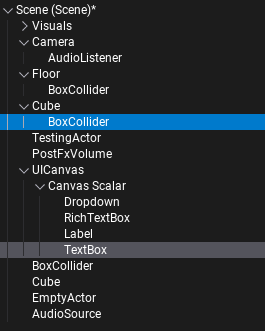 Scene (Scene)*
Visuals
Camera
AudioListener
Floor
BoxCollider
Cube
BoxCollider
TestingActor
PostFxVolume
UICanvas
Canvas Scalar
Dropdown
RichTextBox
Label
TextBox
BoxCollider
Cube
EmptyActor
AudioSource